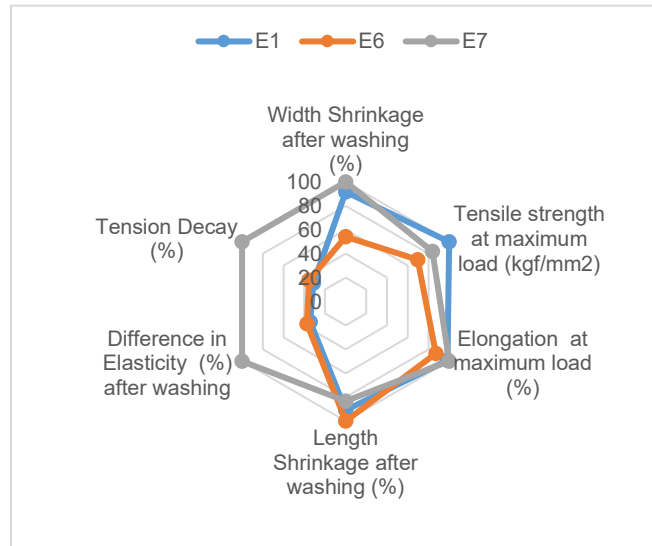 E1 E6 E7
Width Shrinkage
after washing
(%)
100
80
60
40
20
0
Tensile strength
at maximum
load (kgf/mm2)
Elongation at
maximum load
(%)
Length
Shrinkage after
washing (%)
Difference in
Elasticity (%)
after washing
Tension Decay
(%)